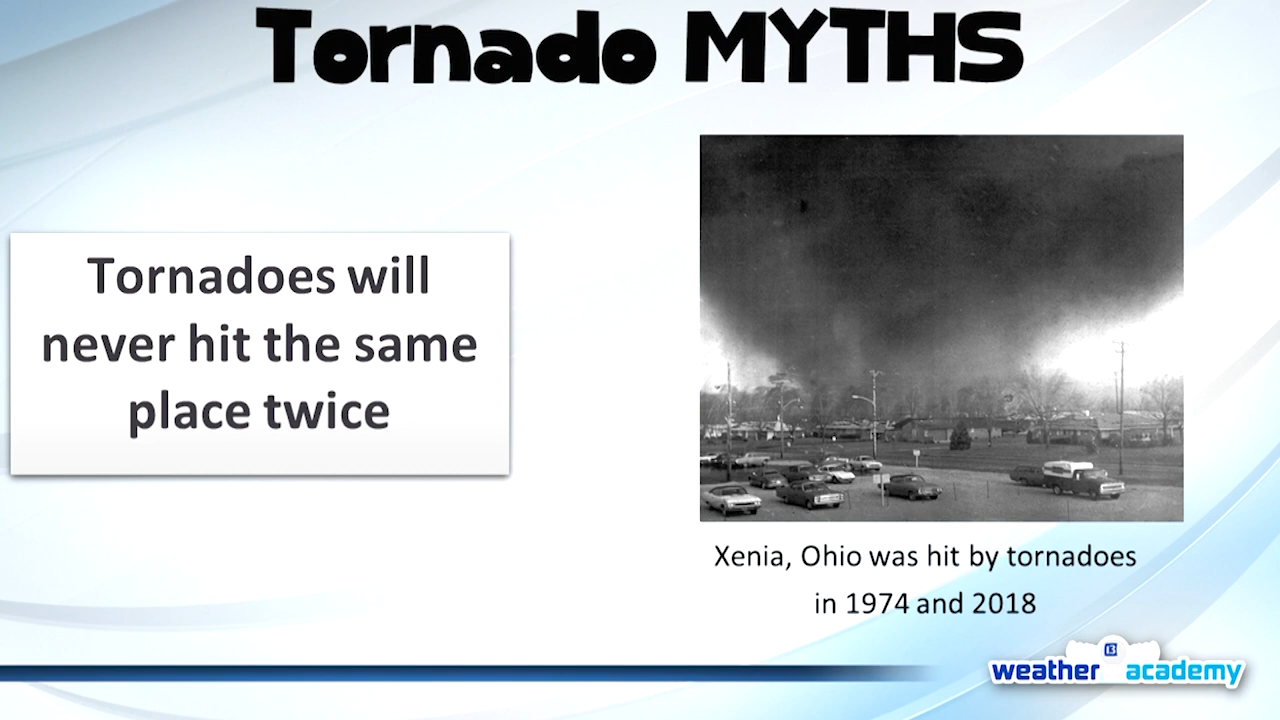 Tornado MYTHS
Tornadoes will
never hit the same
place twice
Xenia, Ohio was hit by tornadoes
in 1974 and 2018
13
weather academy